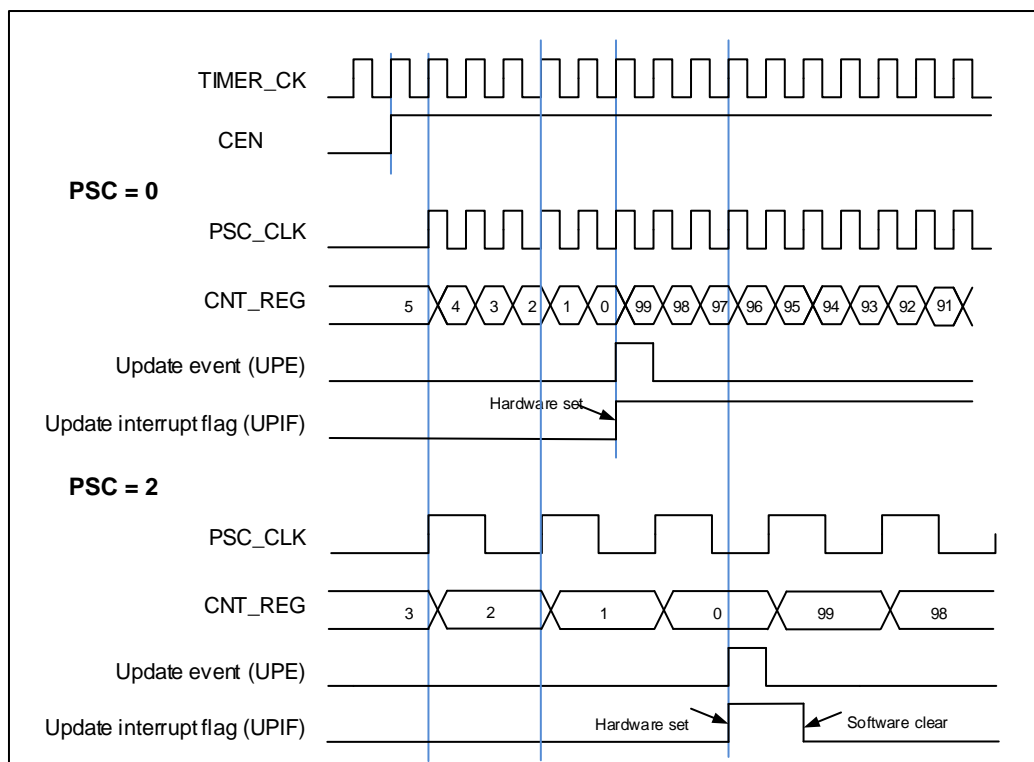 TIMER_CK
CEN
PSC = 0
PSC_CLK
CNT_REG 5 4 3 2 1 0 99 98 97 96 95 94 93 92 91
Update event (UPE)
Hardware set
Update interrupt flag (UPIF)
PSC = 2
PSC_CLK
CNT_REG 3 2 1 0 99 98
Update event (UPE)
Update interrupt flag (UPIF) Hardware set Software clear